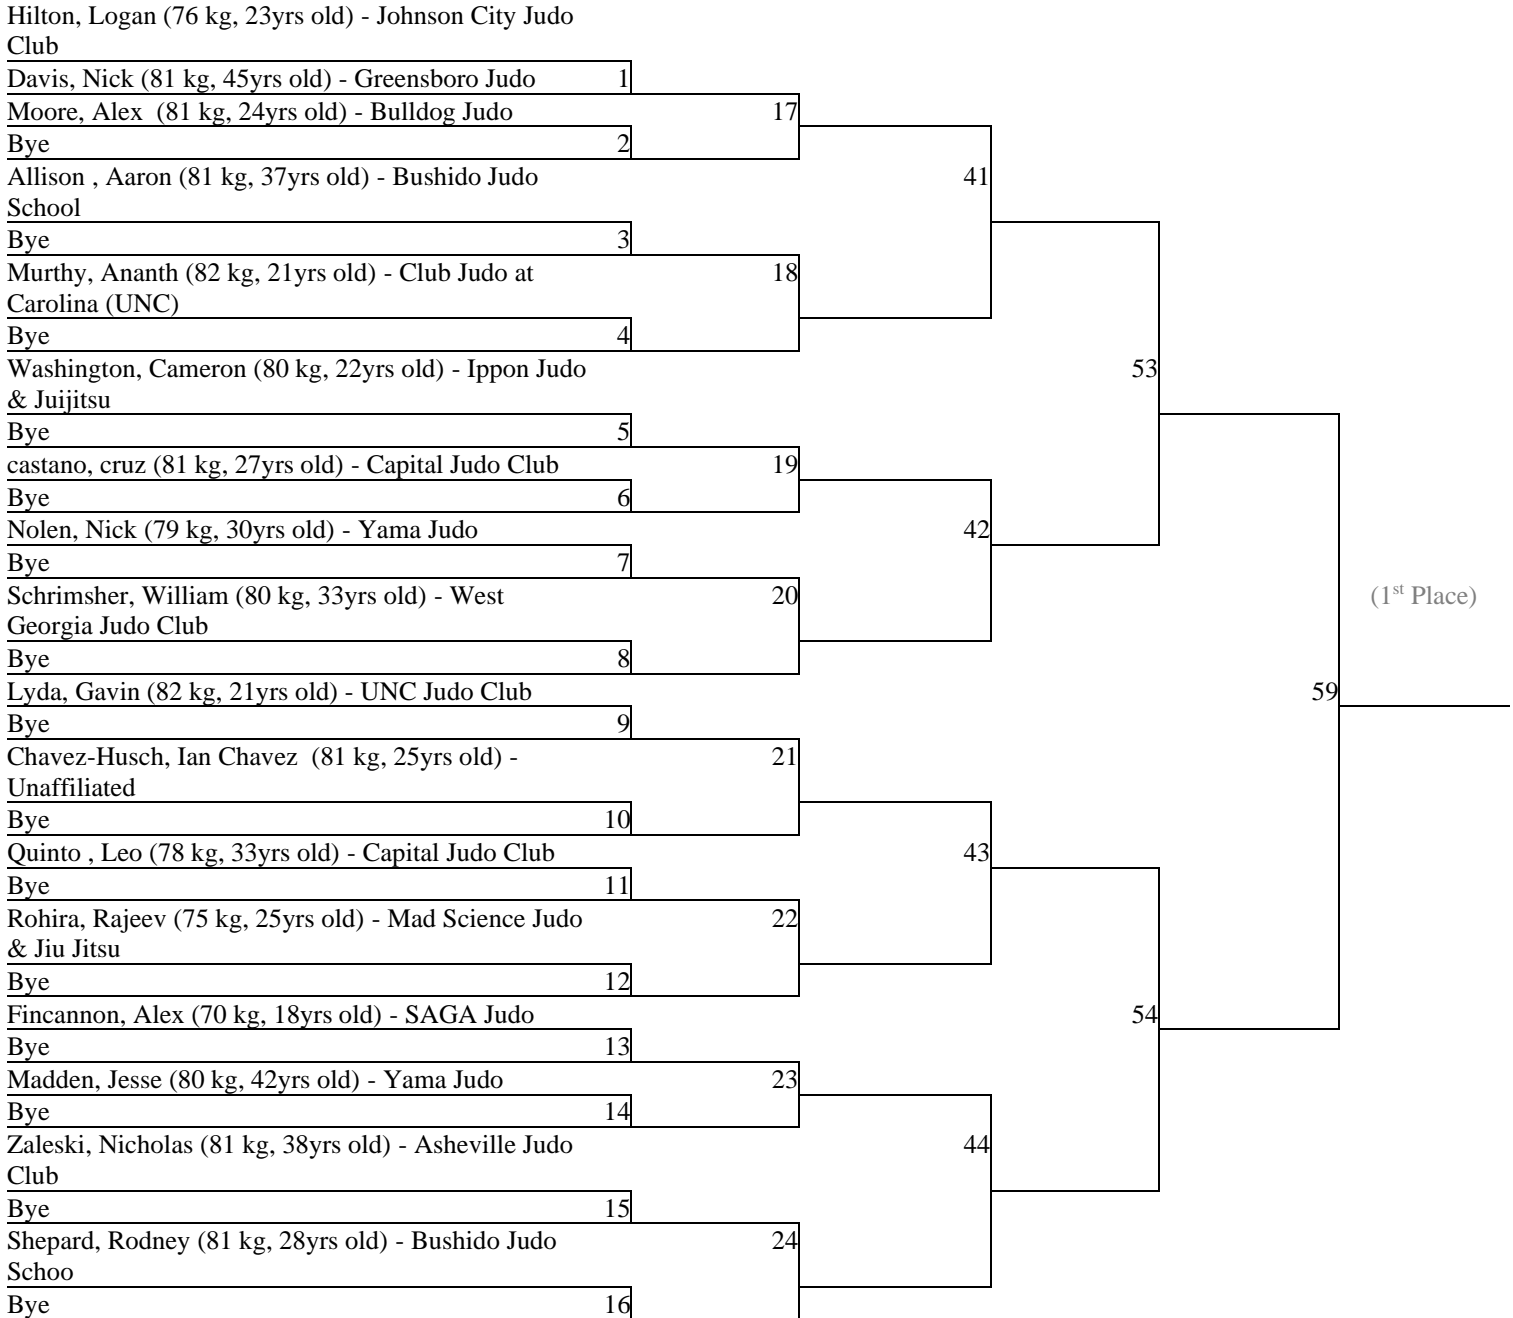 Hilton, Logan (76 kg, 23yrs old) - Johnson City Judo
Club
Davis, Nick (81 kg, 45yrs old) - Greensboro Judo 1
Moore, Alex  (81 kg, 24yrs old) - Bulldog Judo 17
Bye 2
Allison , Aaron (81 kg, 37yrs old) - Bushido Judo 41
School
Bye 3
Murthy, Ananth (82 kg, 21yrs old) - Club Judo at 18
Carolina (UNC)
Bye 4
Washington, Cameron (80 kg, 22yrs old) - Ippon Judo 53
& Juijitsu
Bye 5
castano, cruz (81 kg, 27yrs old) - Capital Judo Club 19
Bye 6
Nolen, Nick (79 kg, 30yrs old) - Yama Judo 42
Bye 7
Schrimsher, William (80 kg, 33yrs old) - West 20 (1st Place)
Georgia Judo Club
Bye 8
Lyda, Gavin (82 kg, 21yrs old) - UNC Judo Club 59
Bye 9
Chavez-Husch, Ian Chavez  (81 kg, 25yrs old) - 21
Unaffiliated
Bye 10
Quinto , Leo (78 kg, 33yrs old) - Capital Judo Club 43
Bye 11
Rohira, Rajeev (75 kg, 25yrs old) - Mad Science Judo 22
& Jiu Jitsu
Bye 12
Fincannon, Alex (70 kg, 18yrs old) - SAGA Judo 54
Bye 13
Madden, Jesse (80 kg, 42yrs old) - Yama Judo 23
Bye 14
Zaleski, Nicholas (81 kg, 38yrs old) - Asheville Judo 44
Club
Bye 15
Shepard, Rodney (81 kg, 28yrs old) - Bushido Judo 24
Schoo
Bye 16